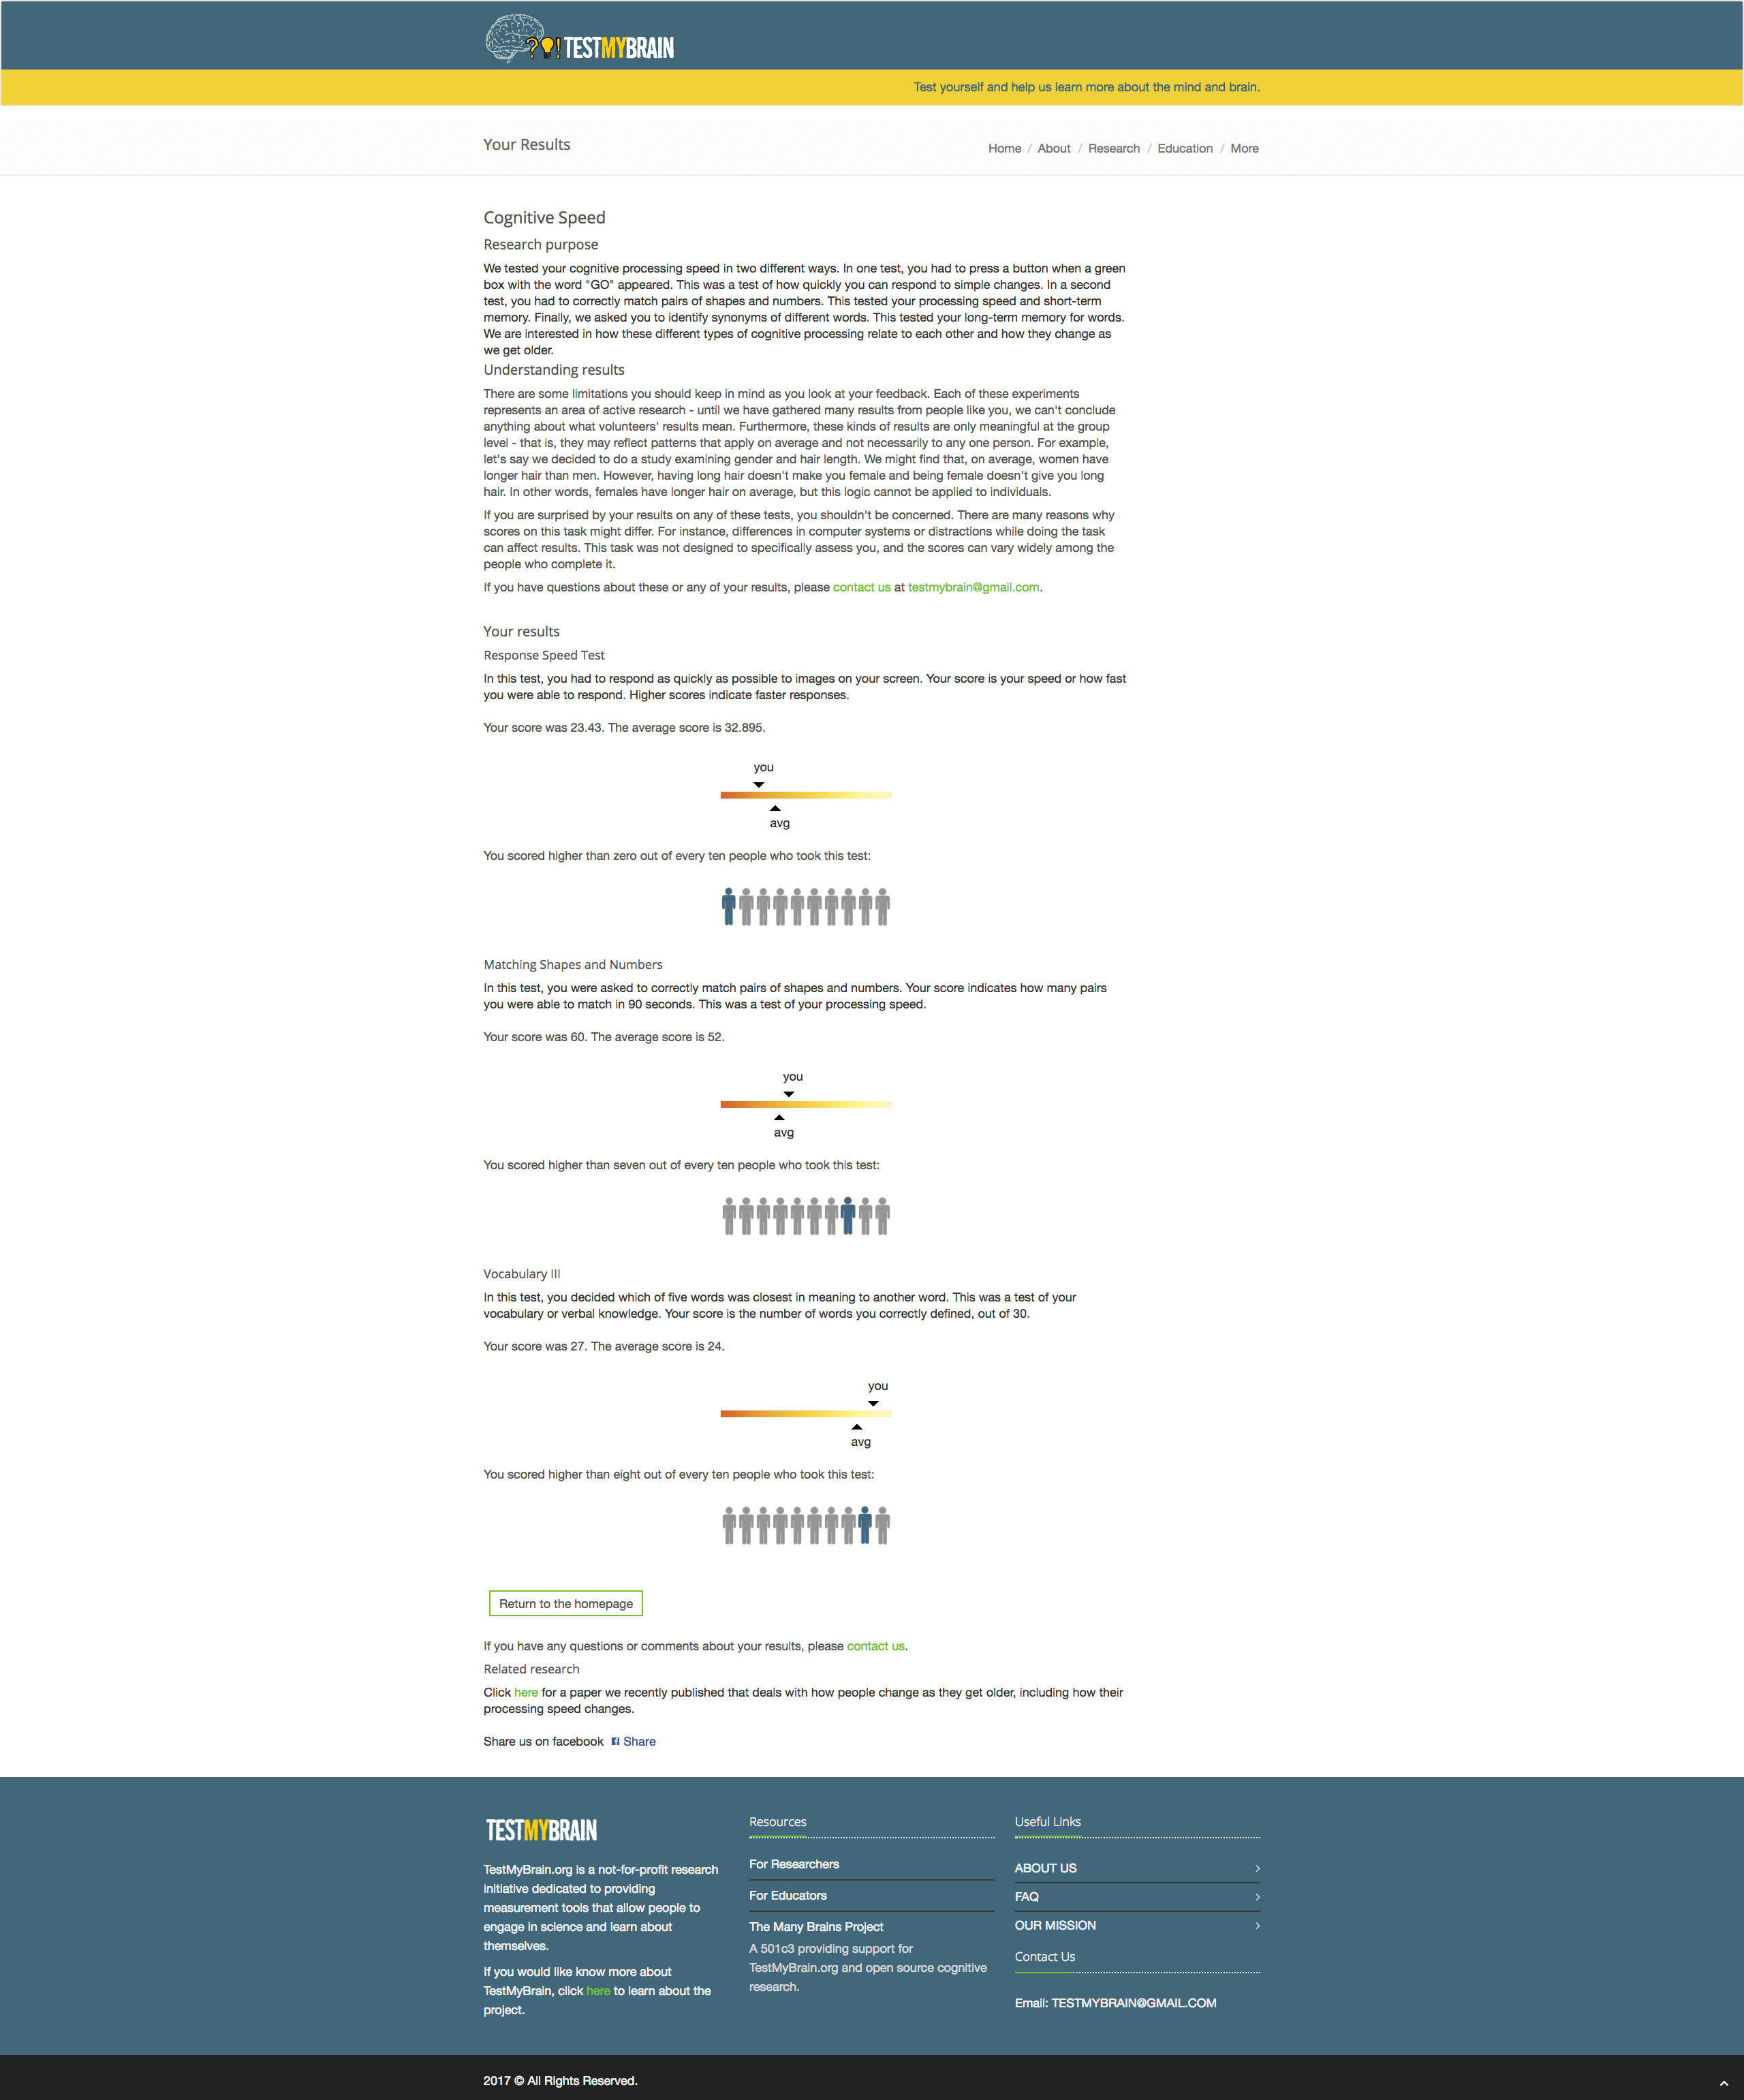 ?!TESTMYBRAIN
Test yourself and help us learn more about the mind and brain.
Your Results
Home / About / Research / Education / More
Cognitive Speed
Research purpose
We tested your cognitive processing speed in two different ways. In one test, you had to press a button when a green
box with the word "GO" appeared. This was a test of how quickly you can respond to simple changes. In a second
test, you had to correctly match pairs of shapes and numbers. This tested your processing speed and short-term
memory. Finally, we asked you to identify synonyms of different words. This tested your long-term memory for words.
We are interested in how these different types of cognitive processing relate to each other and how they change as
we get older.
Understanding results
There are some limitations you should keep in mind as you look at your feedback. Each of these experiments
represents an area of active research - until we have gathered many results from people like you, we can't conclude
anything about what volunteers' results mean. Furthermore, these kinds of results are only meaningful at the group
level - that is, they may reflect patterns that apply on average and not necessarily to any one person. For example,
let's say we decided to do a study examining gender and hair length. We might find that, on average, women have
longer hair than men. However, having long hair doesn't make you female and being female doesn't give you long
hair. In other words, females have longer hair on average, but this logic cannot be applied to individuals.
If you are surprised by your results on any of these tests, you shouldn't be concerned. There are many reasons why
scores on this task might differ. For instance, differences in computer systems or distractions while doing the task
can affect results. This task was not designed to specifically assess you, and the scores can vary widely among the
people who complete it.
If you have questions about these or any of your results, please contact us at testmybrain@gmail.com.
Your results
Response Speed Test
In this test, you had to respond as quickly as possible to images on your screen. Your score is your speed or how fast
you were able to respond. Higher scores indicate faster responses.
Your score was 23.43. The average score is 32.895.
you
avg
You scored higher than zero out of every ten people who took this test:
Matching Shapes and Numbers
In this test, you were asked to correctly match pairs of shapes and numbers. Your score indicates how many pairs
you were able to match in 90 seconds. This was a test of your processing speed.
Your score was 60. The average score is 52.
you
avg
You scored higher than seven out of every ten people who took this test:
Vocabulary III
In this test, you decided which of five words was closest in meaning to another word. This was a test of your
vocabulary or verbal knowledge. Your score is the number of words you correctly defined, out of 30.
Your score was 27. The average score is 24.
you
avg
You scored higher than eight out of every ten people who took this test:
Return to the homepage
If you have any questions or comments about your results, please contact us.
Related research
Click here for a paper we recently published that deals with how people change as they get older, including how their
processing speed changes.
Share us on facebook Share
TESTMYBRAIN
TestMyBrain.org is a not-for-profit research
initiative dedicated to providing
measurement tools that allow people to
engage in science and learn about
themselves.
If you would like know more about
TestMyBrain, click here to learn about the
project.
Resources
For Researchers
For Educators
The Many Brains Project
A 501c3 providing support for
TestMyBrain.org and open source cognitive
research.
Useful Links
ABOUT US
FAQ
OUR MISSION
Contact Us
Email: TESTMYBRAIN@GMAIL.COM
2017 © All Rights Reserved.